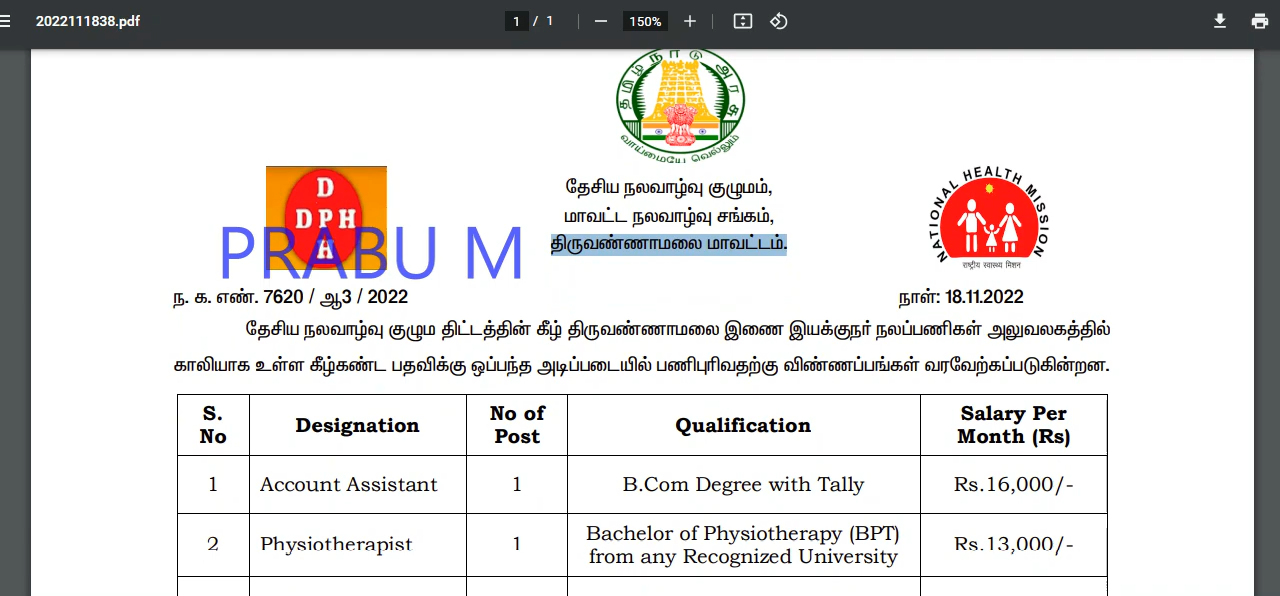 2022111838.pdf
1 / 1
150%
தமிழ்நாடு அரசு
வாய்மையே வெல்லும்
D
DPH
H
தேசிய நலவாழ்வு குழுமம்,
மாவட்ட நலவாழ்வு சங்கம்,
திருவண்ணாமலை மாவட்டம்.
NATIONAL HEALTH MISSION
राष्ट्रीय स्वास्थ्य मिशन
PRABU M
ந. க. எண். 7620 / ஆ3 / 2022
நாள்: 18.11.2022
தேசிய நலவாழ்வு குழும திட்டத்தின் கீழ் திருவண்ணாமலை இணை இயக்குநர் நலப்பணிகள் அலுவலகத்தில்
காலியாக உள்ள கீழ்கண்ட பதவிக்கு ஒப்பந்த அடிப்படையில் பணிபுரிவதற்கு விண்ணப்பங்கள் வரவேற்கப்படுகின்றன.
S. No Designation No of Post Qualification Salary Per Month (Rs)
1 Account Assistant 1 B.Com Degree with Tally Rs.16,000/-
2 Physiotherapist 1 Bachelor of Physiotherapy (BPT) from any Recognized University Rs.13,000/-